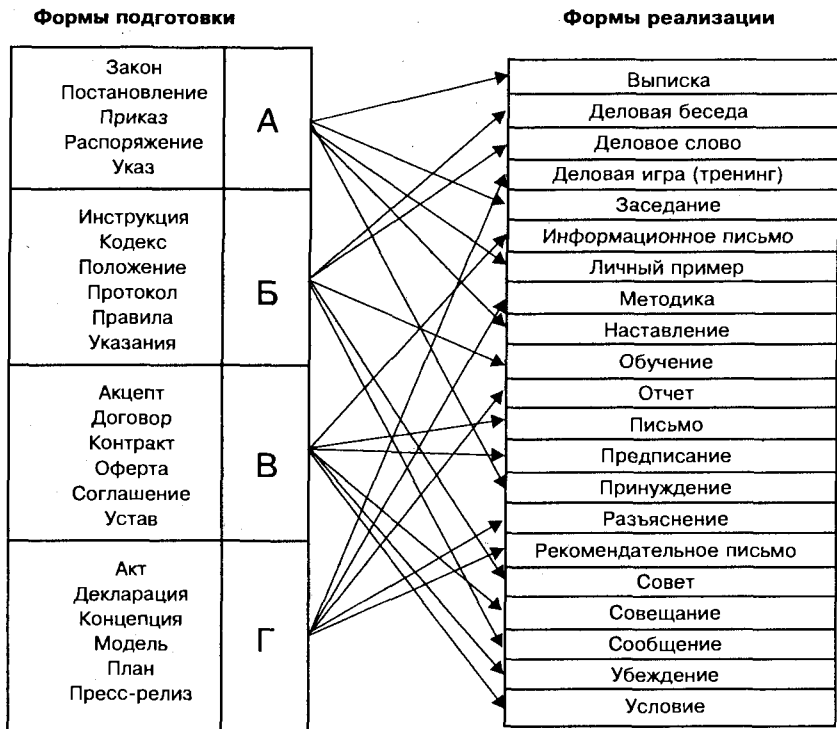 Формы подготовки
Формы реализации
Закон
Постановление
Приказ
Распоряжение
Указ
А
Инструкция
Кодекс
Положение
Протокол
Правила
Указания
Б
Акцепт
Договор
Контракт
Оферта
Соглашение
Устав
В
Акт
Декларация
Концепция
Модель
План
Пресс-релиз
Г
Выписка
Деловая беседа
Деловое слово
Деловая игра (тренинг)
Заседание
Информационное письмо
Личный пример
Методика
Наставление
Обучение
Отчет
Письмо
Предписание
Принуждение
Разъяснение
Рекомендательное письмо
Совет
Совещание
Сообщение
Убеждение
Условие